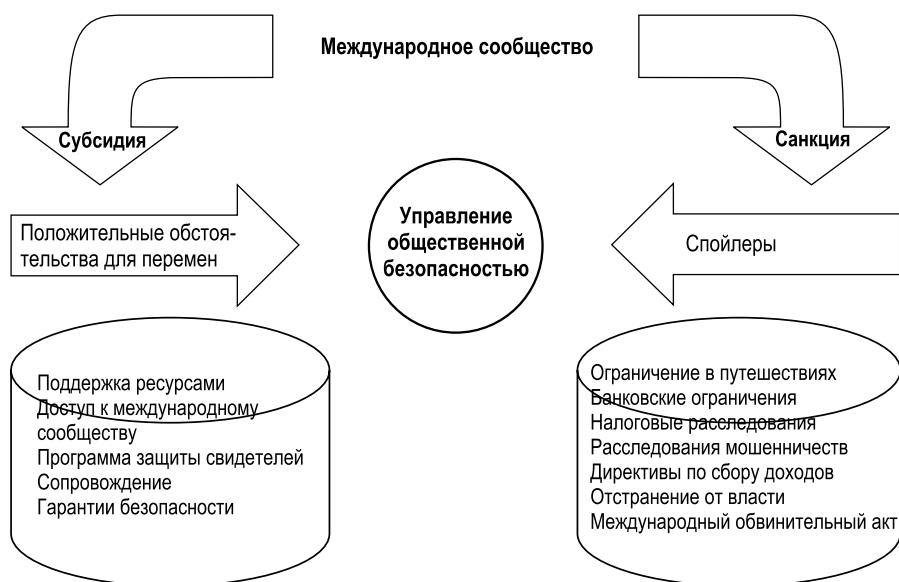 Международное сообщество
Субсидия
Санкция
Положительные обстоя-
тельства для перемен
Управление
общественной
безопасностью
Спойлеры
Поддержка ресурсами
Доступ к международному
сообществу
Программа защиты свидетелей
Сопровождение
Гарантии безопасности
Ограничение в путешествиях
Банковские ограничения
Налоговые расследования
Расследования мошенничеств
Директивы по сбору доходов
Отстранение от власти
Международный обвинительный акт